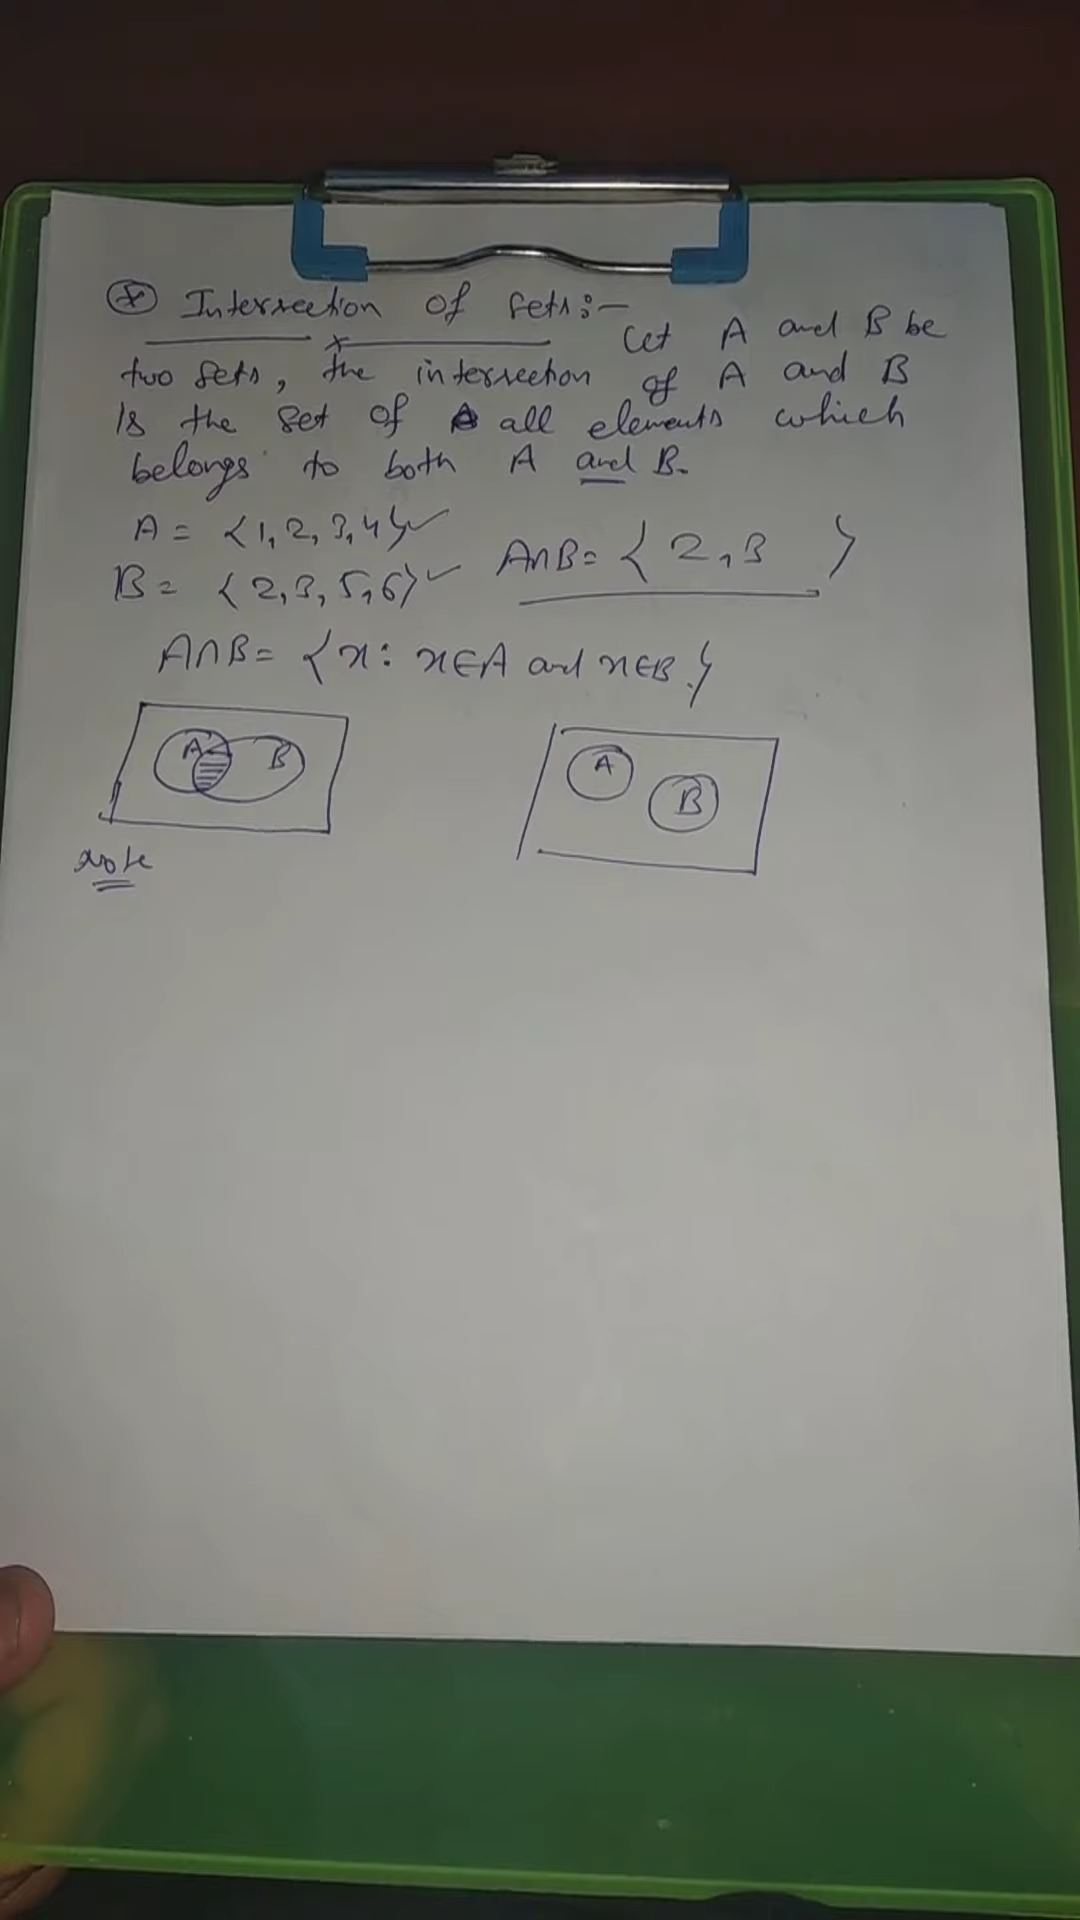 * Intersection of sets:-
Let A and B be
two sets, the intersection of A and B
Is the set of all elements which
belongs to both A and B.
A = {1, 2, 3, 4} ✓
B = {2, 3, 5, 6} ✓
A∩B = { 2, 3 }
A∩B = {x: x∈A and x∈B.}
A B
A
B
note